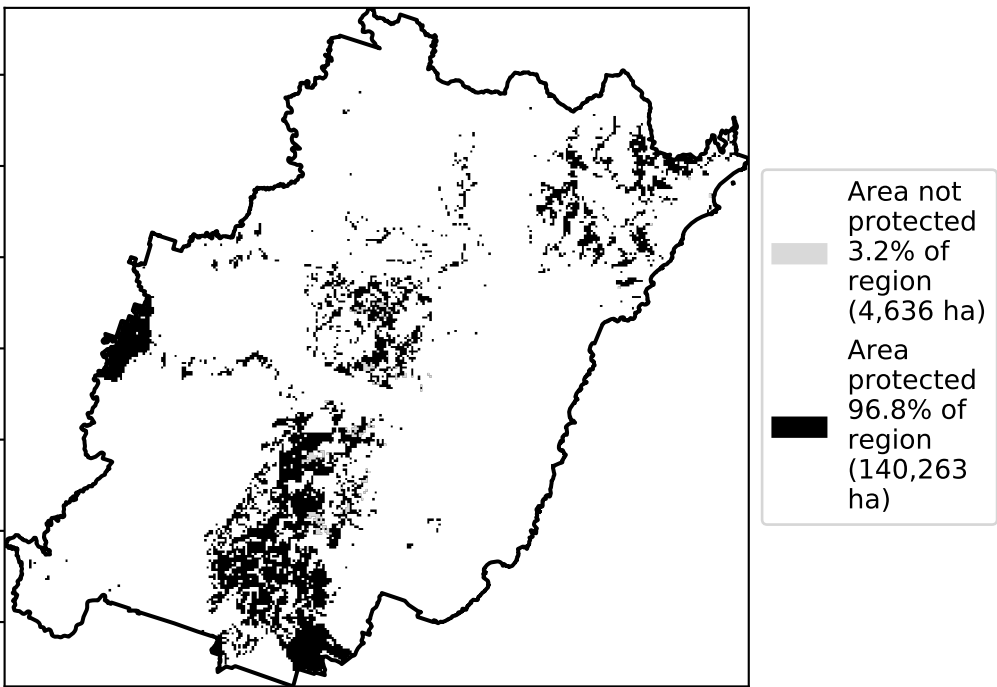 Area not
protected
3.2% of
region
(4,636 ha)
Area
protected
96.8% of
region
(140,263
ha)